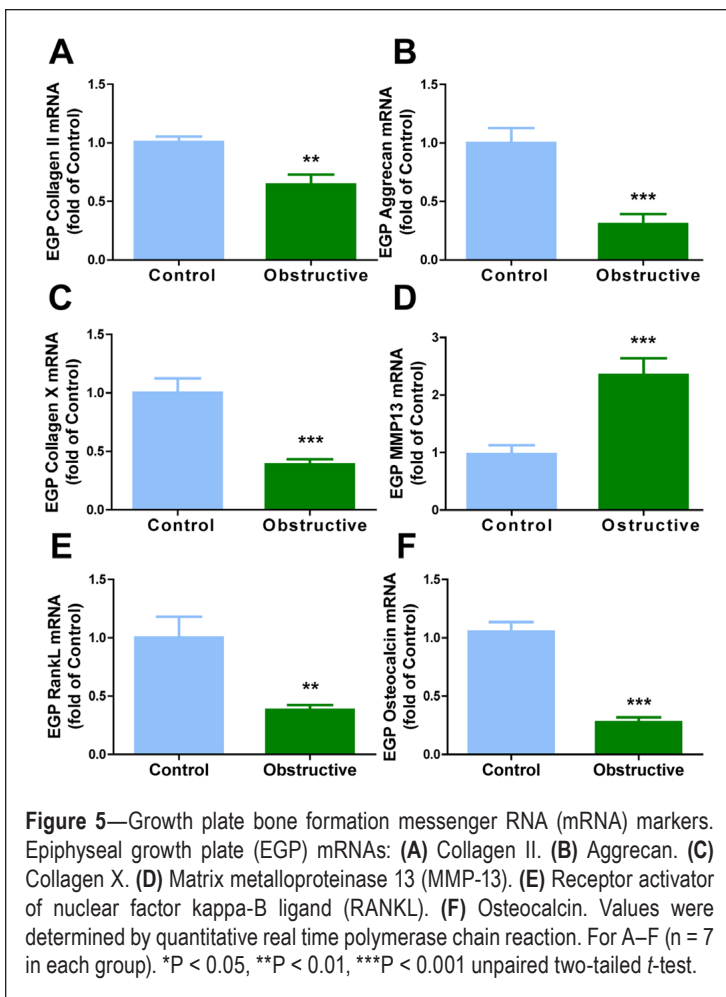 A
EGP Collagen II mRNA
(fold of Control)
1.5
1.0
0.5
0.0
**
Control
Obstructive
B
EGP Aggrecan mRNA
(fold of Control)
1.5
1.0
0.5
0.0
***
Control
Obstructive
C
EGP Collagen X mRNA
(fold of Control)
1.5
1.0
0.5
0.0
***
Control
Obstructive
D
EGP MMP13 mRNA
(fold of Control)
3
2
1
0
***
Control
Ostructive
E
EGP RankL mRNA
(fold of Control)
1.5
1.0
0.5
0.0
**
Control
Obstructive
F
EGP Osteocalcin mRNA
(fold of Control)
1.5
1.0
0.5
0.0
***
Control
Obstructive
Figure 5—Growth plate bone formation messenger RNA (mRNA) markers.
Epiphyseal growth plate (EGP) mRNAs: (A) Collagen II. (B) Aggrecan. (C)
Collagen X. (D) Matrix metalloproteinase 13 (MMP-13). (E) Receptor activator
of nuclear factor kappa-B ligand (RANKL). (F) Osteocalcin. Values were
determined by quantitative real time polymerase chain reaction. For A–F (n = 7
in each group). *P < 0.05, **P < 0.01, ***P < 0.001 unpaired two-tailed t-test.